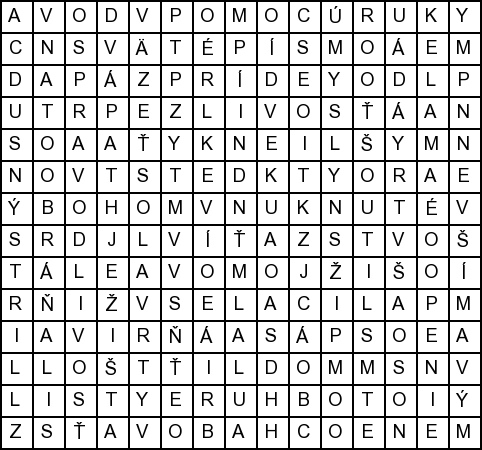 A V O D V P O M O C Ú R U K Y
C N S V Ä T É P Í S M O Á E M
D A P Á Z P R Í D E Y O D L P
U T R P E Z L I V O S Ť Á A N
S O A A Ť Y K N E I L Š Y M N
N O V T S T E D K T Y O R A E
Ý B O H O M V N U K N U T É V
S R D J L V Í Ť A Z S T V O Š
T Á L E A V O M O J Ž I Š O Í
R Ň I Ž V S E L A C I L A P M
I A V I R Ň Á A S Á P S O E A
L L O Š T Ť I L D O M M S N V
L I S T Y E R U H B O T O I Ý
Z S Ť A V O B A H C O E N E M